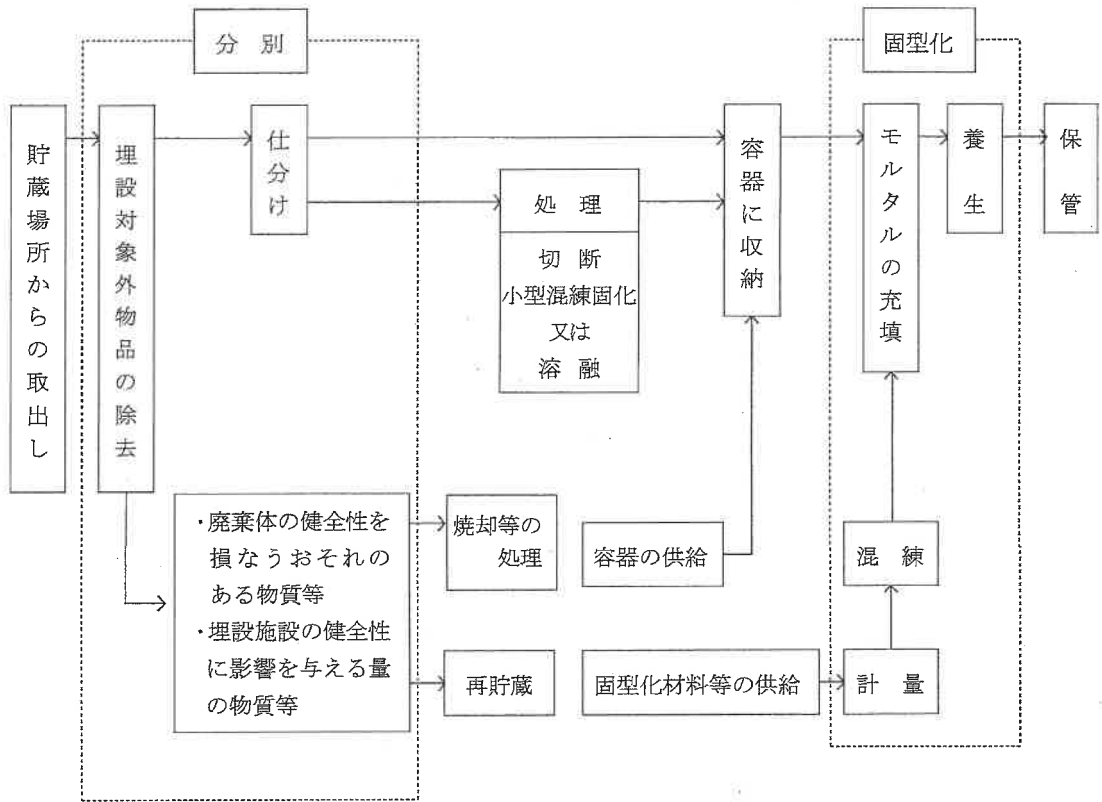 分別
固型化
貯蔵場所からの取出し
埋設対象外物品の除去
仕分け
処理
切断
小型混練固化
又は
溶融
容器に収納
モルタルの充填
養生
保管
・廃棄体の健全性を
損なうおそれの
ある物質等
・埋設施設の健全性
に影響を与える量
の物質等
焼却等の
処理
再貯蔵
容器の供給
固型化材料等の供給
混練
計量